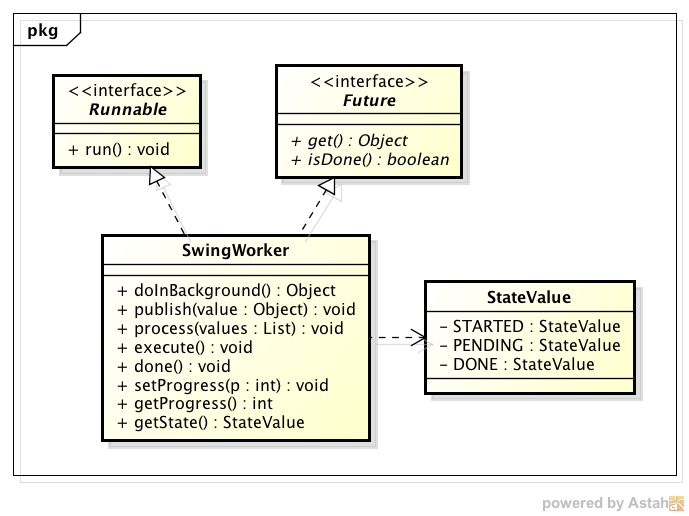 pkg
<<interface>>
Runnable
+ run() : void
<<interface>>
Future
+ get() : Object
+ isDone() : boolean
SwingWorker
+ doInBackground() : Object
+ publish(value : Object) : void
+ process(values : List) : void
+ execute() : void
+ done() : void
+ setProgress(p : int) : void
+ getProgress() : int
+ getState() : StateValue
StateValue
- STARTED : StateValue
- PENDING : StateValue
- DONE : StateValue
powered by Astah